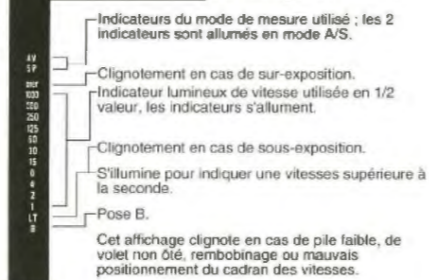 Indicateurs du mode de mesure utilisé ; les 2
indicateurs sont allumés en mode A/S.
AV
SP
Clignotement en cas de sur-exposition.
OVER
Indicateur lumineux de vitesse utilisée en 1/2
valeur, les indicateurs s'allument.
1000
500
250
125
60
30
15
8
4
2
1
LT
B
Clignotement en cas de sous-exposition.
S'illumine pour indiquer une vitesses supérieure à
la seconde.
Pose B.
Cet affichage clignote en cas de pile faible, de
volet non ôté, rembobinage ou mauvais
positionnement du cadran des vitesses.